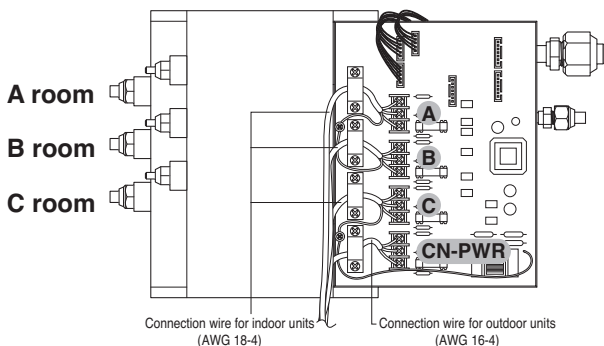 A room
B room
C room
A
B
C
CN-PWR
Connection wire for indoor units
(AWG 18-4)
Connection wire for outdoor units
(AWG 16-4)